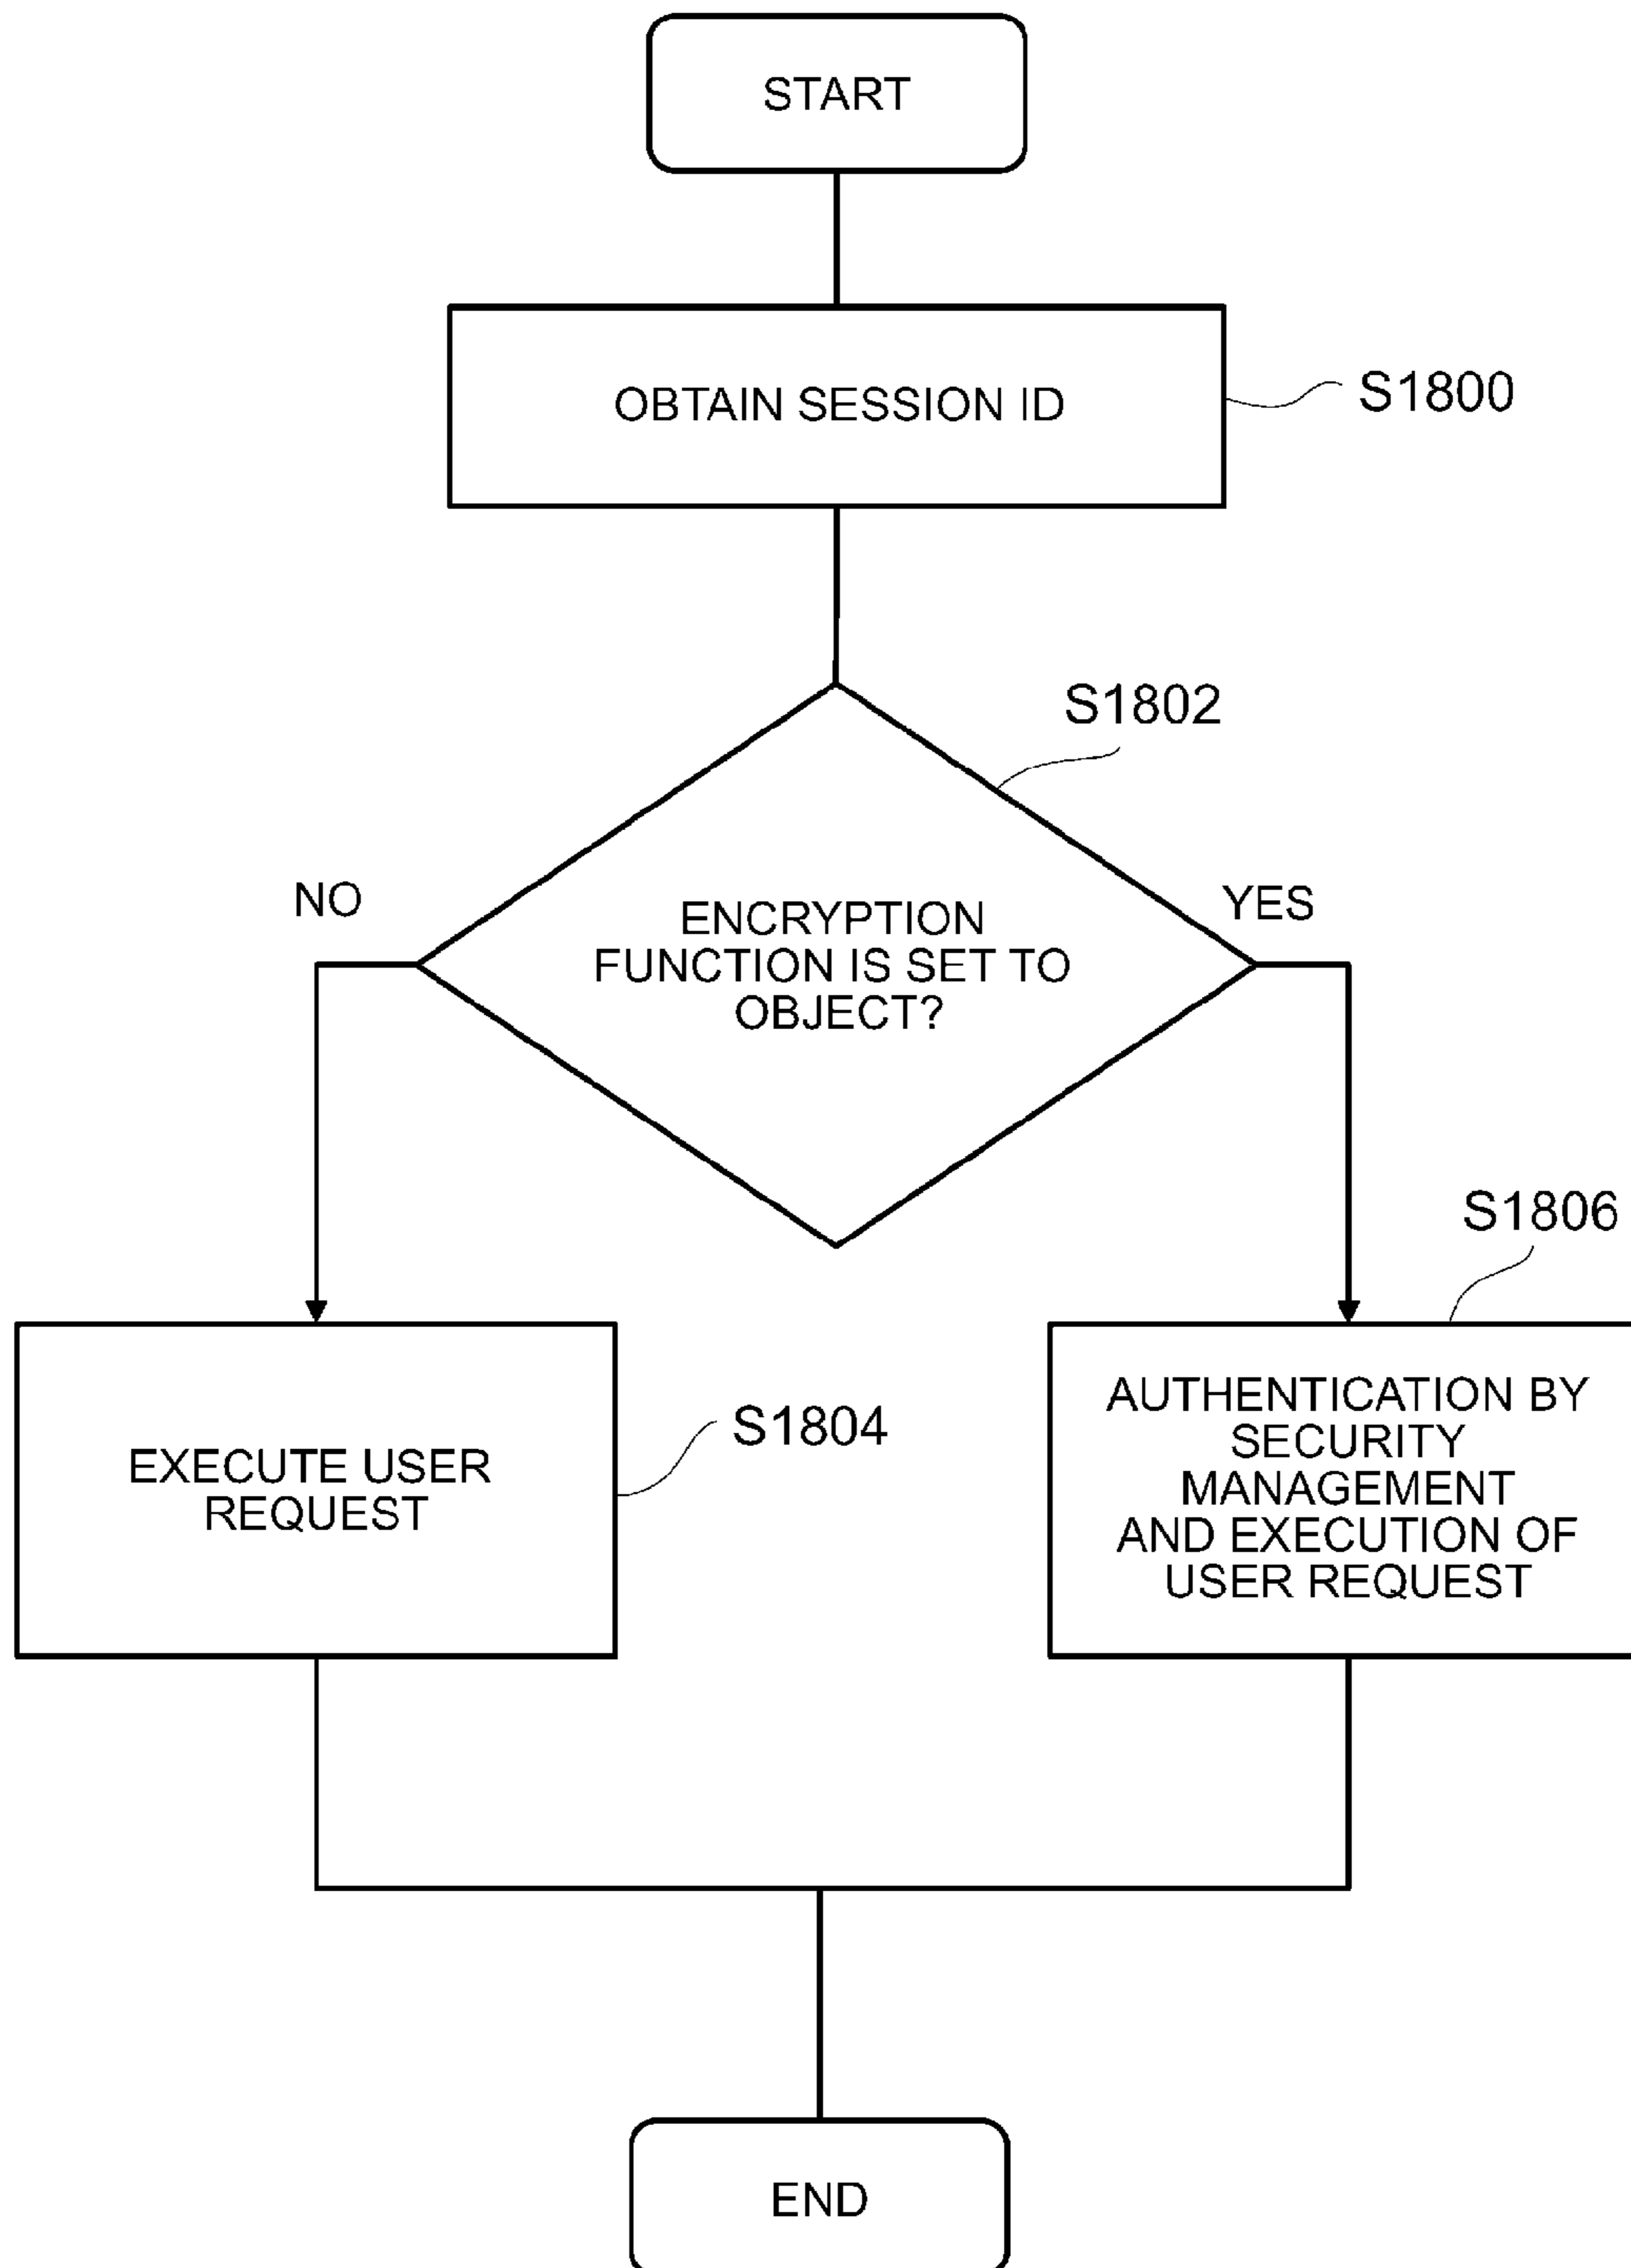 START
OBTAIN SESSION ID
S1800
S1802
NO
YES
ENCRYPTION
FUNCTION IS SET TO
OBJECT?
S1806
EXECUTE USER
REQUEST
S1804
AUTHENTICATION BY
SECURITY
MANAGEMENT
AND EXECUTION OF
USER REQUEST
END